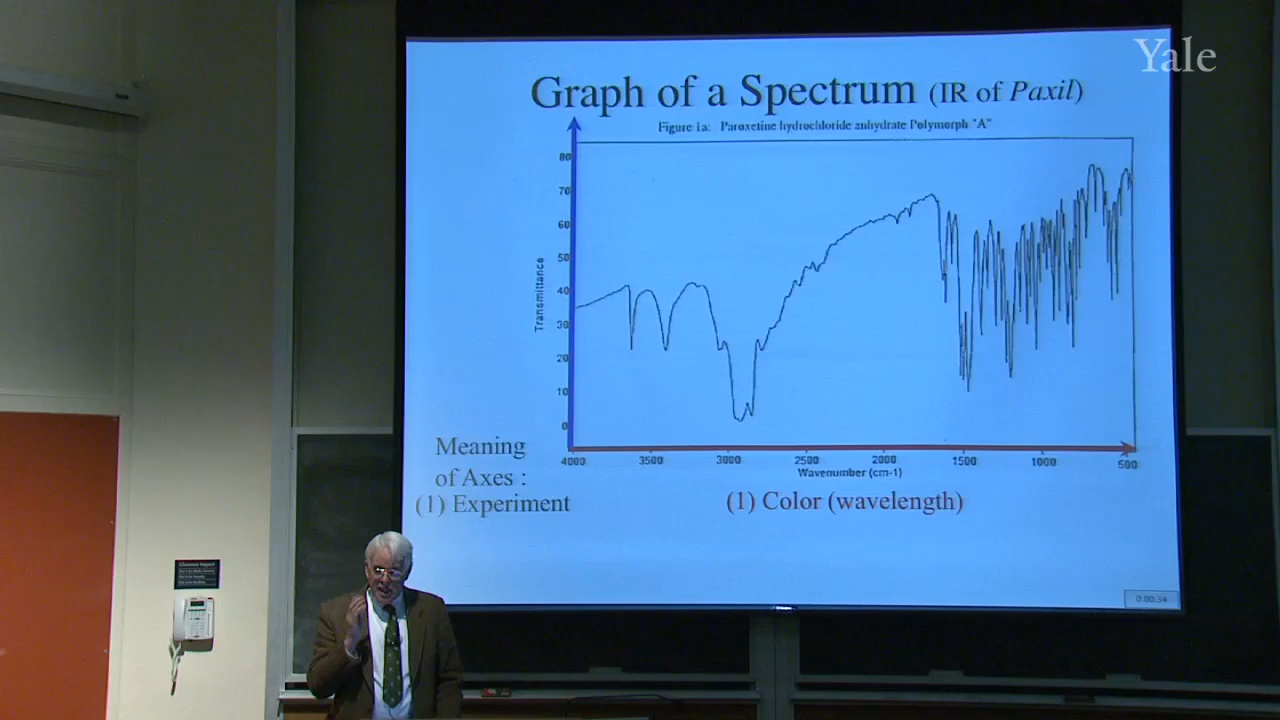 Yale
Graph of a Spectrum (IR of Paxil)
Figure 1a: Paroxetine hydrochloride anhydrate Polymorph "A"
80
70
60
50
40
30
20
10
0
Transmittance
4000 3500 3000 2500 2000 1500 1000 500
Wavenumber (cm-1)
Meaning
of Axes :
(1) Experiment
(1) Color (wavelength)
0:00:34